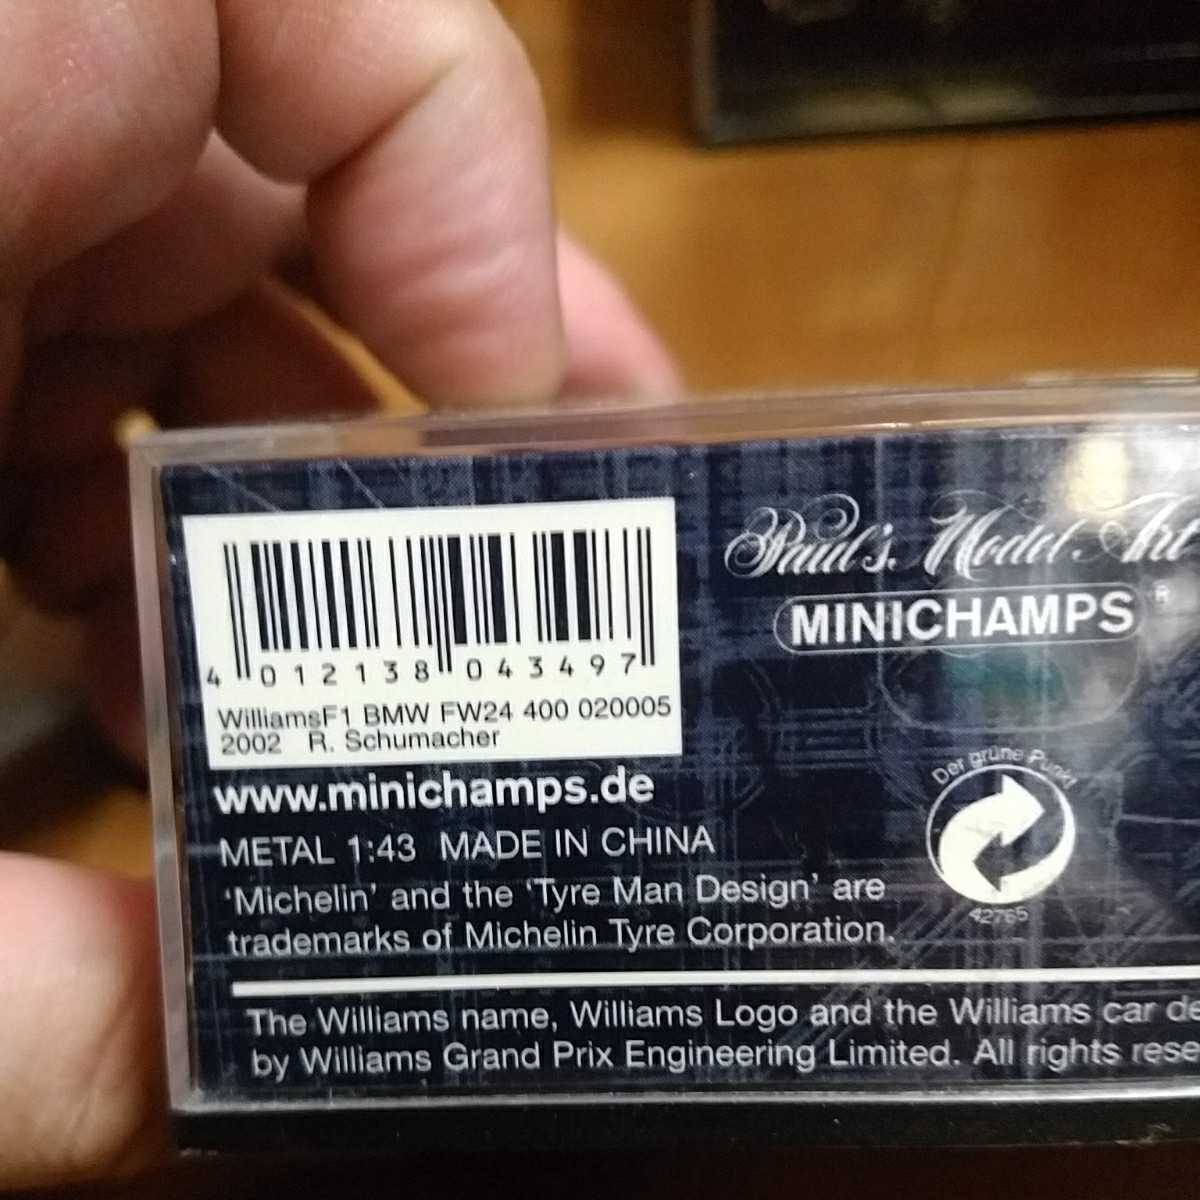 4 012138 043497
WilliamsF1 BMW FW24 400 020005
2002 R. Schumacher
www.minichamps.de
METAL 1:43 MADE IN CHINA
'Michelin' and the 'Tyre Man Design' are
trademarks of Michelin Tyre Corporation.
Paul's Model Art
MINICHAMPS ®
Der grüne Punkt
42765
The Williams name, Williams Logo and the Williams car de
by Williams Grand Prix Engineering Limited. All rights rese